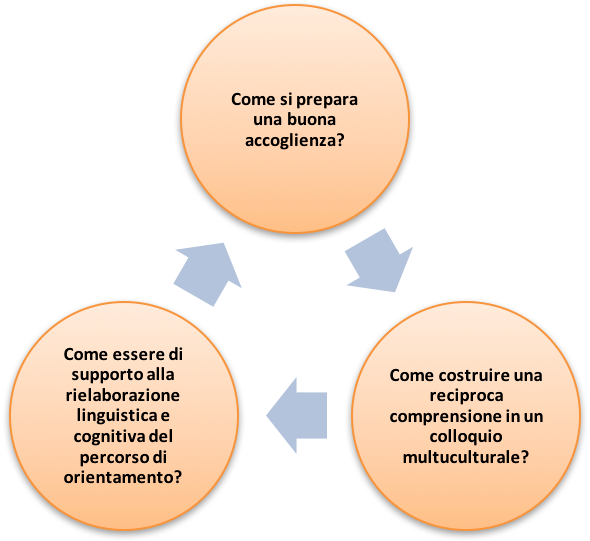 Come si prepara
una buona
accoglienza?
Come costruire una
reciproca
comprensione in un
colloquio
multuculturale?
Come essere di
supporto alla
rielaborazione
linguistica e
cognitiva del
percorso di
orientamento?